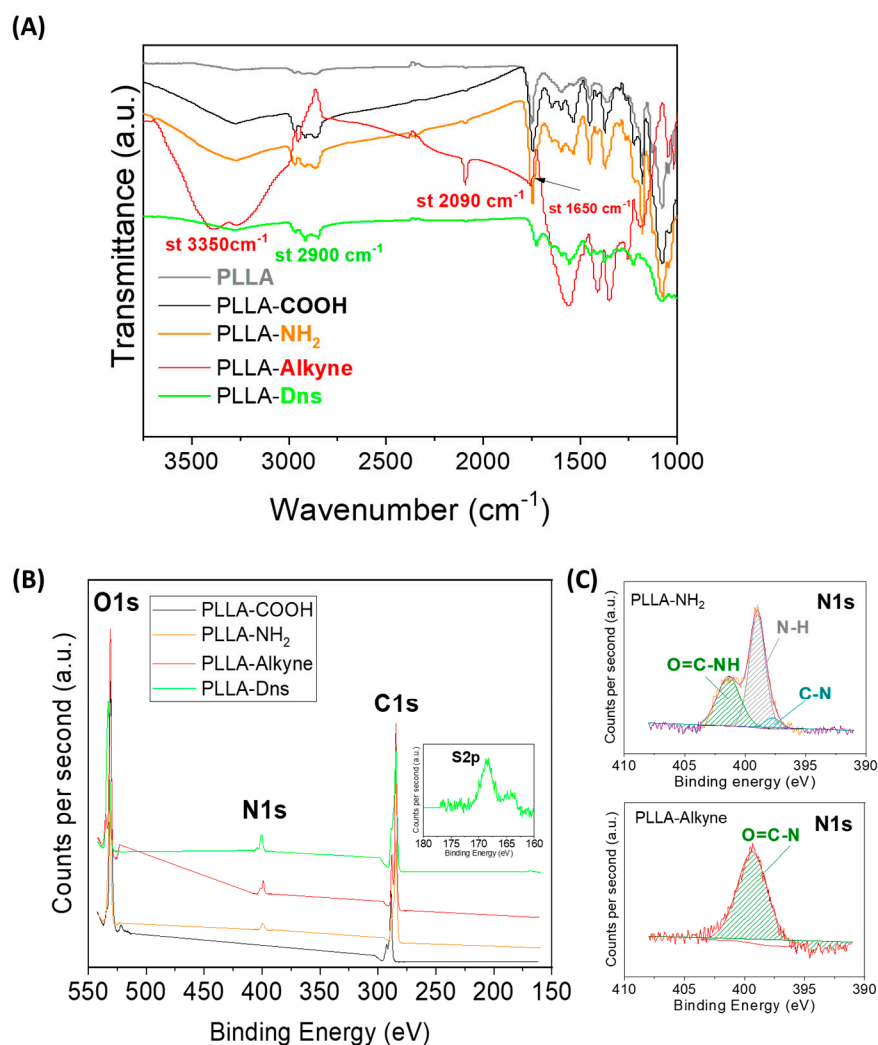 (A)
Transmittance (a.u.)
st 3350cm⁻¹
st 2900 cm⁻¹
st 2090 cm⁻¹
st 1650 cm⁻¹
PLLA
PLLA-COOH
PLLA-NH₂
PLLA-Alkyne
PLLA-Dns
3500 3000 2500 2000 1500 1000
Wavenumber (cm⁻¹)
(B)
Counts per second (a.u.)
O1s
PLLA-COOH
PLLA-NH₂
PLLA-Alkyne
PLLA-Dns
C1s
N1s
S2p
Counts per second (a.u.)
180 175 170 165 160
Binding Energy (eV)
550 500 450 400 350 300 250 200 150
Binding Energy (eV)
(C)
Counts per second (a.u.)
PLLA-NH₂
N1s
N-H
O=C-NH
C-N
410 405 400 395 390
Binding energy (eV)
Counts per second (a.u.)
PLLA-Alkyne
N1s
O=C-N
410 405 400 395 390
Binding energy (eV)